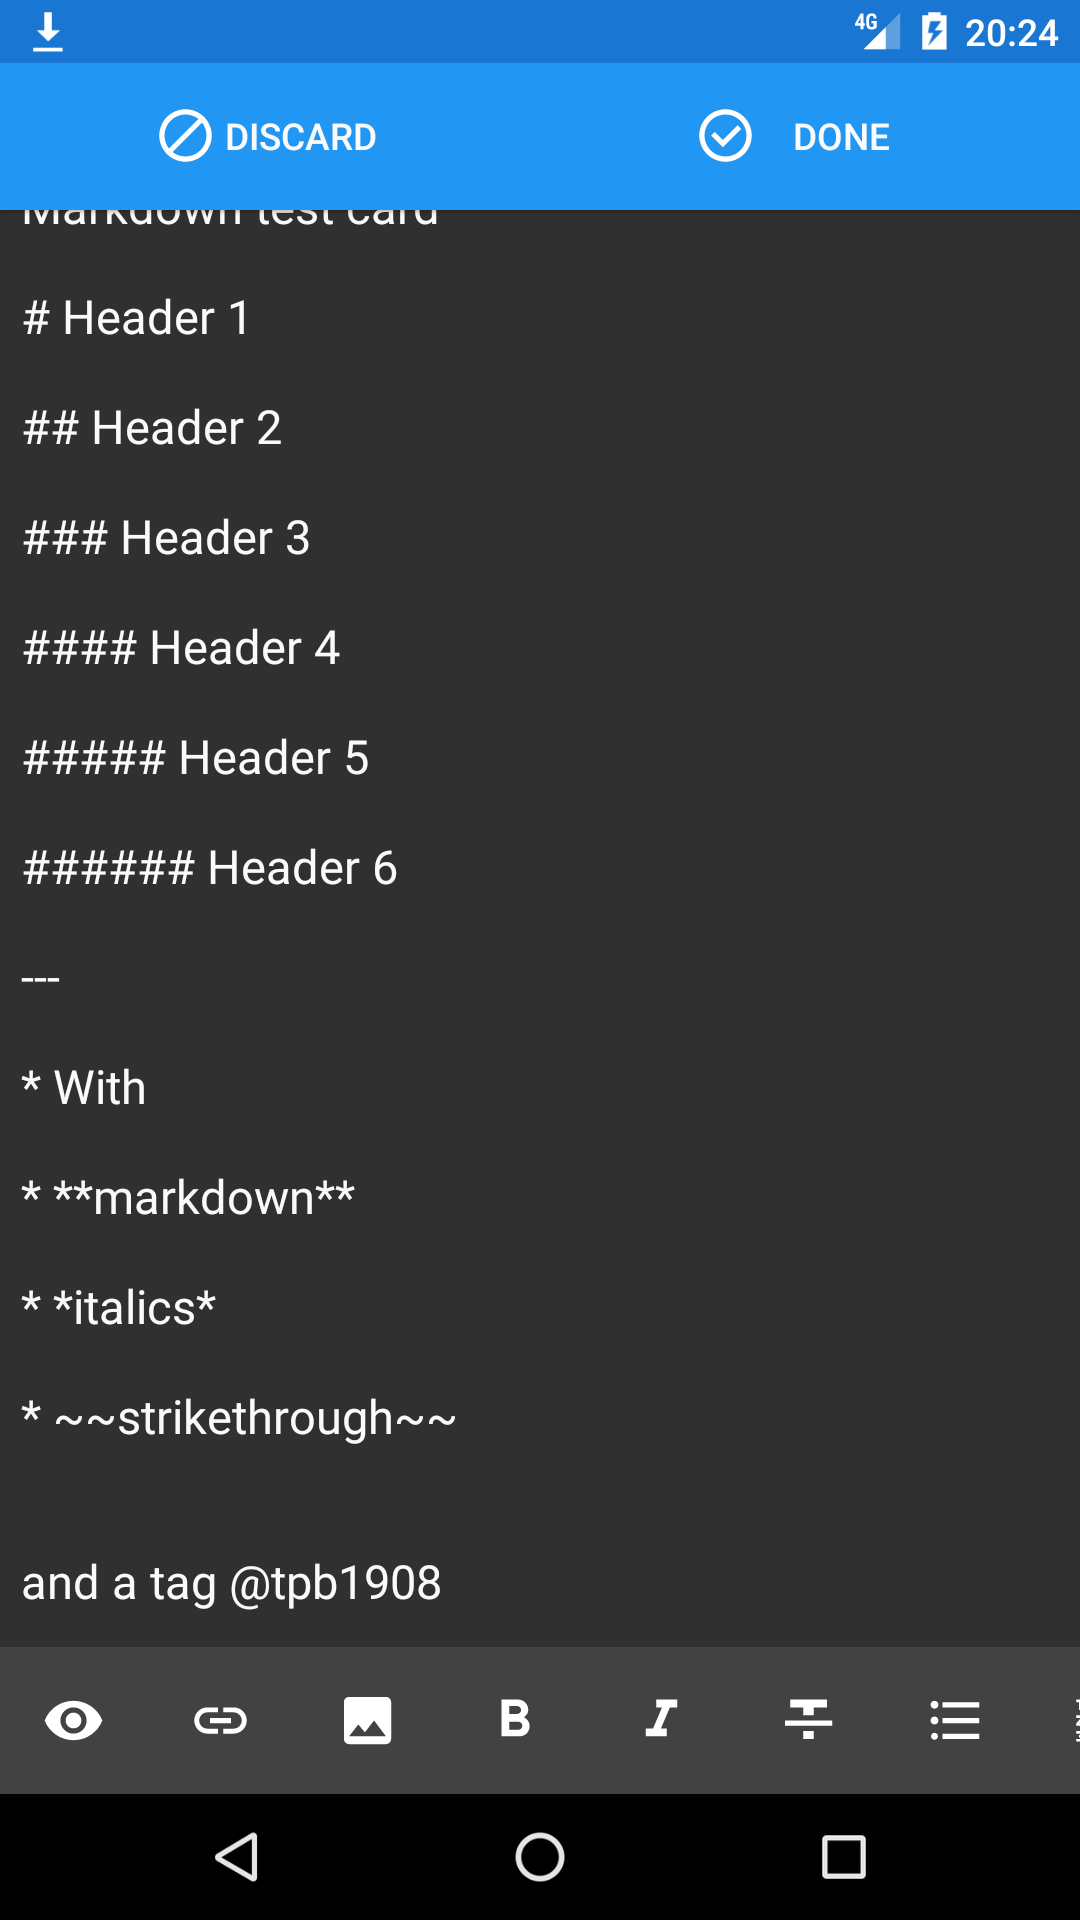 4G 20:24
DISCARD DONE
Markdown test card
# Header 1
## Header 2
### Header 3
#### Header 4
##### Header 5
###### Header 6
---
* With
* **markdown**
* *italics*
* ~~strikethrough~~
and a tag @tpb1908
B I T